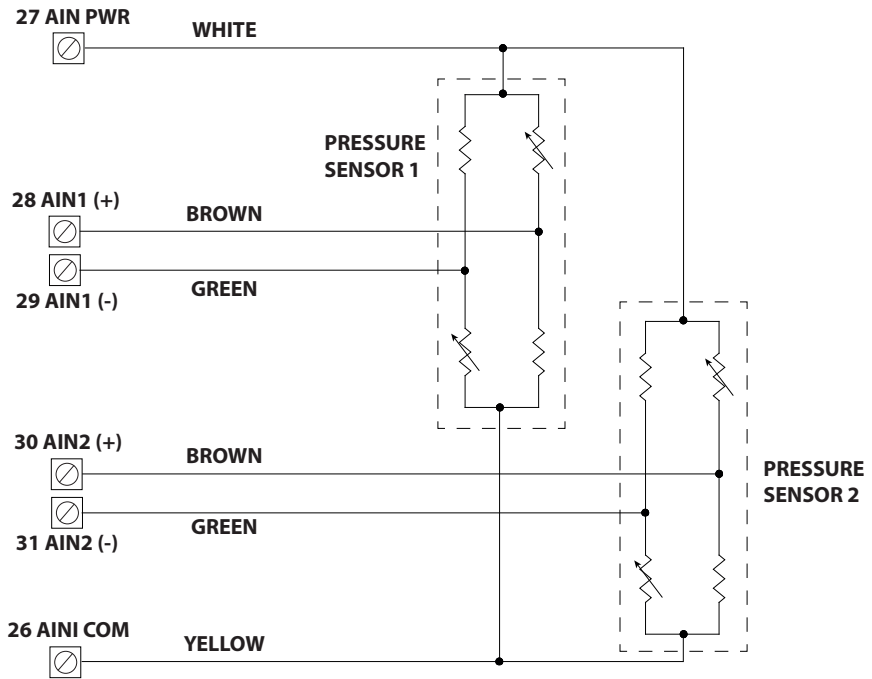 27 AIN PWR
WHITE
PRESSURE
SENSOR 1
28 AIN1 (+)
BROWN
29 AIN1 (-)
GREEN
30 AIN2 (+)
BROWN
PRESSURE
SENSOR 2
31 AIN2 (-)
GREEN
26 AINI COM
YELLOW